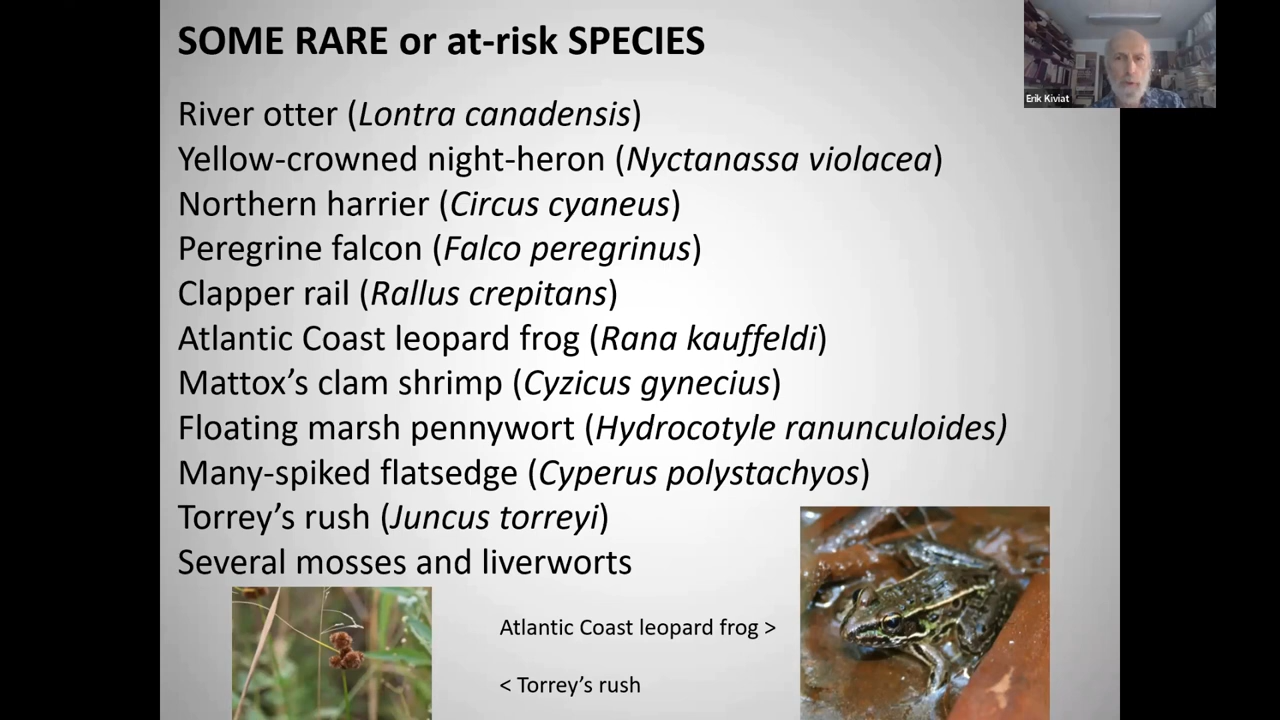 SOME RARE or at-risk SPECIES
Erik Kiviat
River otter (Lontra canadensis)
Yellow-crowned night-heron (Nyctanassa violacea)
Northern harrier (Circus cyaneus)
Peregrine falcon (Falco peregrinus)
Clapper rail (Rallus crepitans)
Atlantic Coast leopard frog (Rana kauffeldi)
Mattox’s clam shrimp (Cyzicus gynecius)
Floating marsh pennywort (Hydrocotyle ranunculoides)
Many-spiked flatsedge (Cyperus polystachyos)
Torrey’s rush (Juncus torreyi)
Several mosses and liverworts
Atlantic Coast leopard frog >
< Torrey’s rush